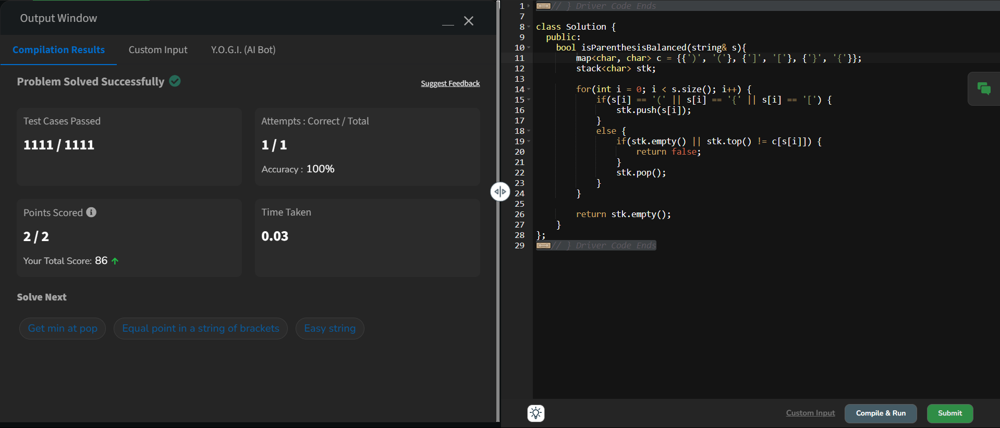 Output Window
Compilation Results Custom Input Y.O.G.I. (AI Bot)
Problem Solved Successfully
Suggest Feedback
Test Cases Passed
1111 / 1111
Attempts : Correct / Total
1 / 1
Accuracy : 100%
Points Scored
2 / 2
Your Total Score: 86
Time Taken
0.03
Solve Next
Get min at pop Equal point in a string of brackets Easy string
1 // } Driver Code Ends
7
8 class Solution {
9 public:
10 bool isParenthesisBalanced(string& s){
11 map<char, char> c = {{')', '('}, {']', '['}, {'}', '{'}};
12 stack<char> stk;
13
14 for(int i = 0; i < s.size(); i++) {
15 if(s[i] == '(' || s[i] == '{' || s[i] == '[') {
16 stk.push(s[i]);
17 }
18 else {
19 if(stk.empty() || stk.top() != c[s[i]]) {
20 return false;
21 }
22 stk.pop();
23 }
24 }
25
26 return stk.empty();
27 }
28 };
29 // } Driver Code Ends
Custom Input Compile & Run Submit